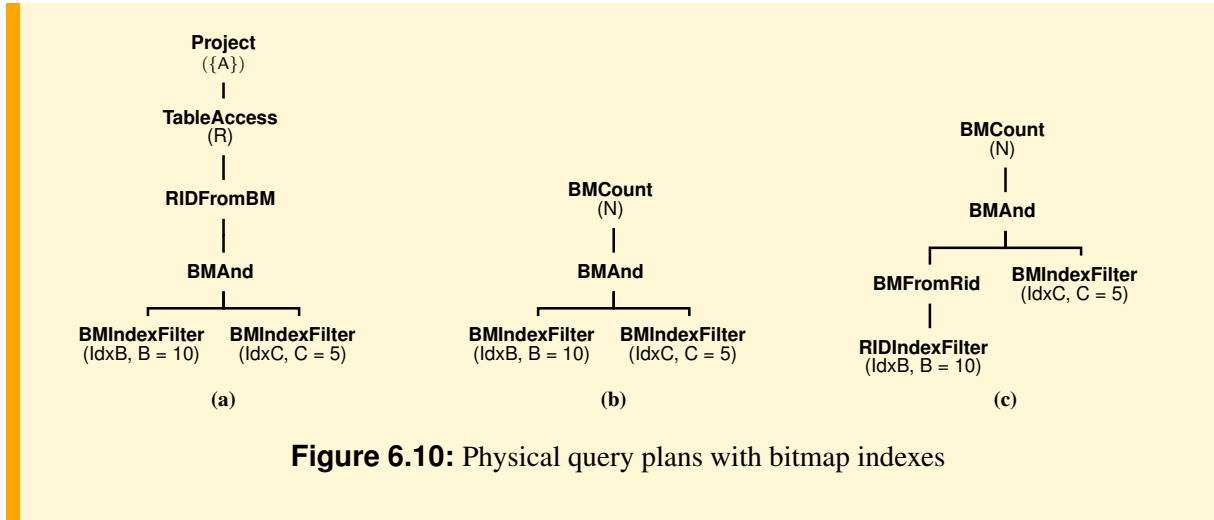 Project
({A})
TableAccess
(R)
RIDFromBM
BMAnd
BMIndexFilter
(IdxB, B = 10)
BMIndexFilter
(IdxC, C = 5)
(a)
BMCount
(N)
BMAnd
BMIndexFilter
(IdxB, B = 10)
BMIndexFilter
(IdxC, C = 5)
(b)
BMCount
(N)
BMAnd
BMFromRid
BMIndexFilter
(IdxC, C = 5)
RIDIndexFilter
(IdxB, B = 10)
(c)
Figure 6.10: Physical query plans with bitmap indexes